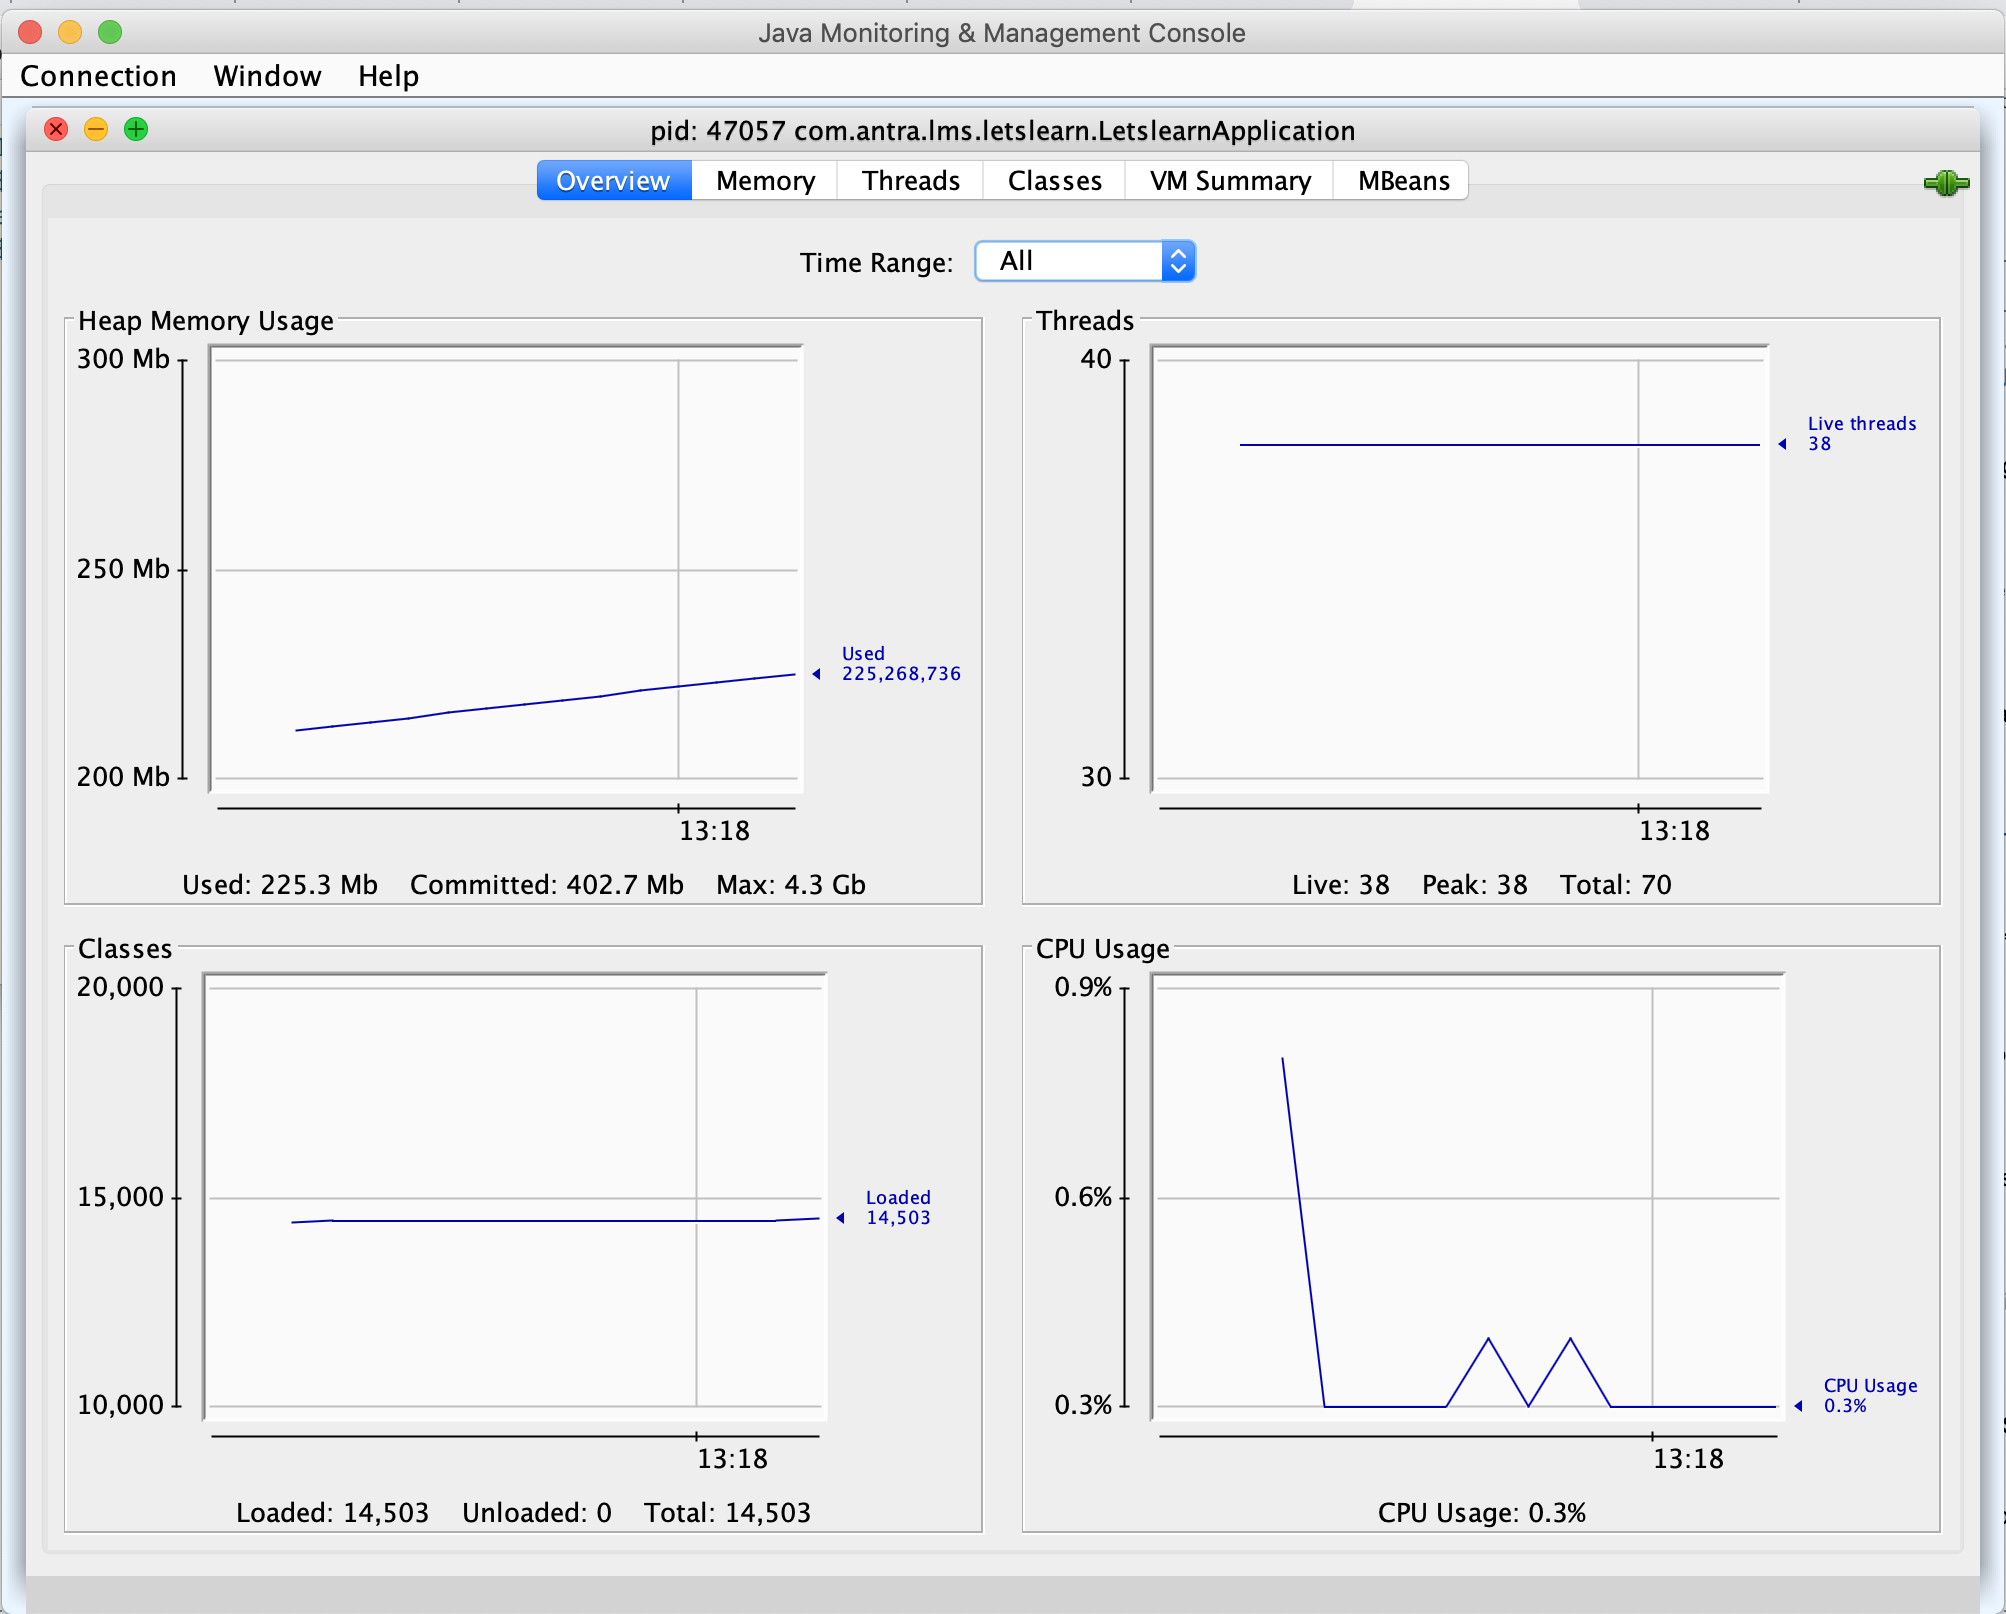 Java Monitoring & Management Console
Connection Window Help
pid: 47057 com.antra.lms.letslearn.LetslearnApplication
Overview Memory Threads Classes VM Summary MBeans
Time Range: All
Heap Memory Usage
300 Mb
250 Mb
200 Mb
Used
225,268,736
13:18
Used: 225.3 Mb Committed: 402.7 Mb Max: 4.3 Gb
Threads
40
30
Live threads
38
13:18
Live: 38 Peak: 38 Total: 70
Classes
20,000
15,000
10,000
Loaded
14,503
13:18
Loaded: 14,503 Unloaded: 0 Total: 14,503
CPU Usage
0.9%
0.6%
0.3%
CPU Usage
0.3%
13:18
CPU Usage: 0.3%